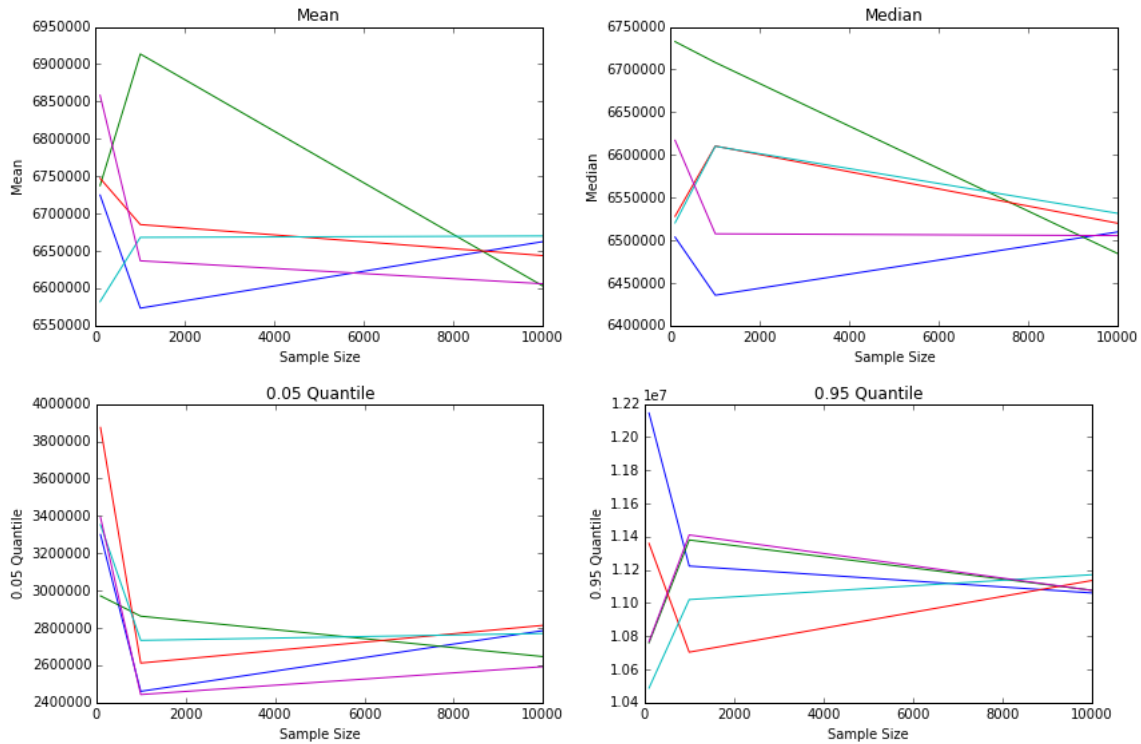 Mean
6950000
6900000
6850000
6800000
6750000
6700000
6650000
6600000
6550000
Mean
0 2000 4000 6000 8000 10000
Sample Size
Median
6750000
6700000
6650000
6600000
6550000
6500000
6450000
6400000
Median
0 2000 4000 6000 8000 10000
Sample Size
0.05 Quantile
4000000
3800000
3600000
3400000
3200000
3000000
2800000
2600000
2400000
0.05 Quantile
0 2000 4000 6000 8000 10000
Sample Size
0.95 Quantile
1e7
1.22
1.20
1.18
1.16
1.14
1.12
1.10
1.08
1.06
1.04
0.95 Quantile
0 2000 4000 6000 8000 10000
Sample Size